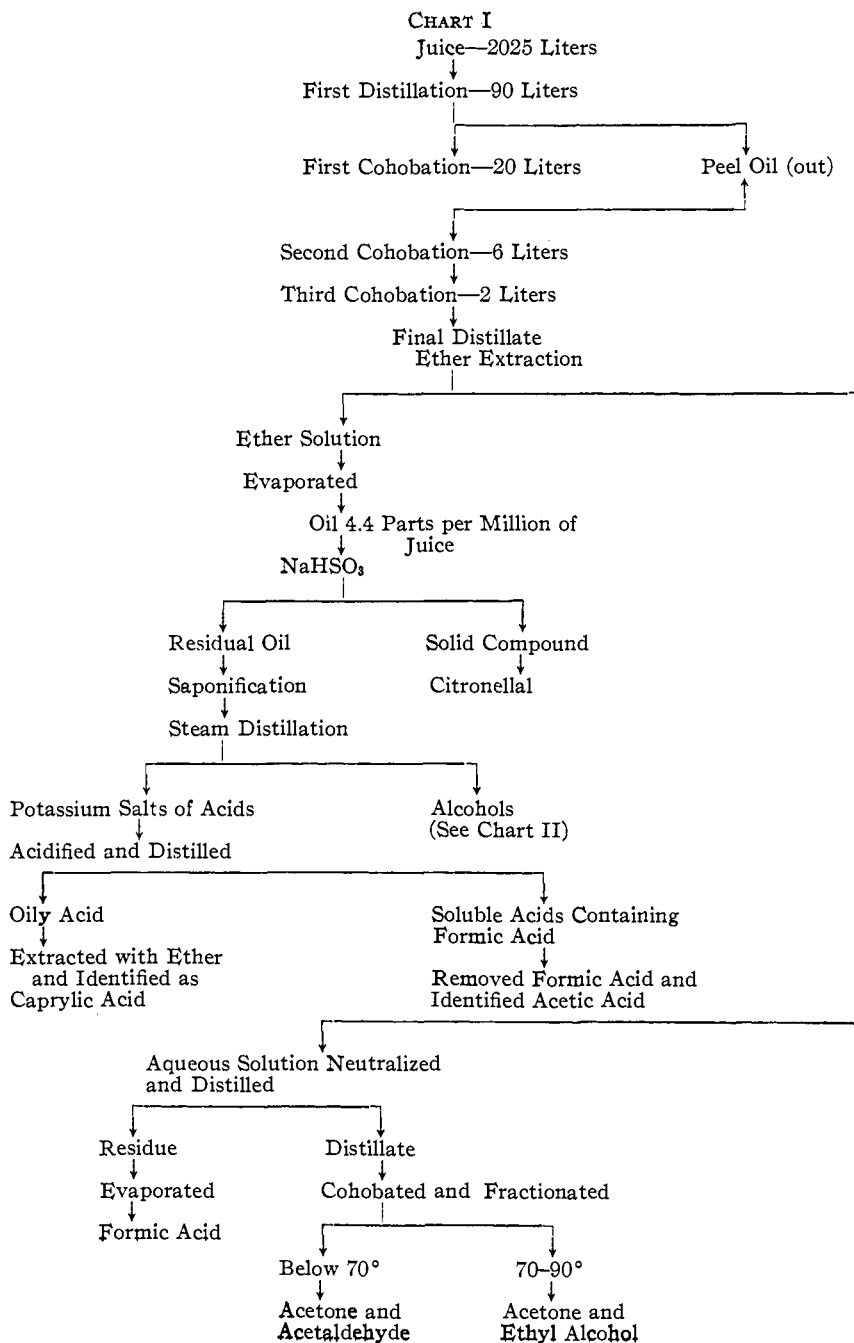 CHART I
Juice—2025 Liters
First Distillation—90 Liters
First Cohobation—20 Liters
Peel Oil (out)
Second Cohobation—6 Liters
Third Cohobation—2 Liters
Final Distillate
Ether Extraction
Ether Solution
Evaporated
Oil 4.4 Parts per Million of
Juice
NaHSO₃
Residual Oil
Solid Compound
Saponification
Citronellal
Steam Distillation
Potassium Salts of Acids
Alcohols
(See Chart II)
Acidified and Distilled
Oily Acid
Soluble Acids Containing
Formic Acid
Extracted with Ether
and Identified as
Caprylic Acid
Removed Formic Acid and
Identified Acetic Acid
Aqueous Solution Neutralized
and Distilled
Residue
Distillate
Evaporated
Cohobated and Fractionated
Formic Acid
Below 70°
70–90°
Acetone and
Acetaldehyde
Acetone and
Ethyl Alcohol